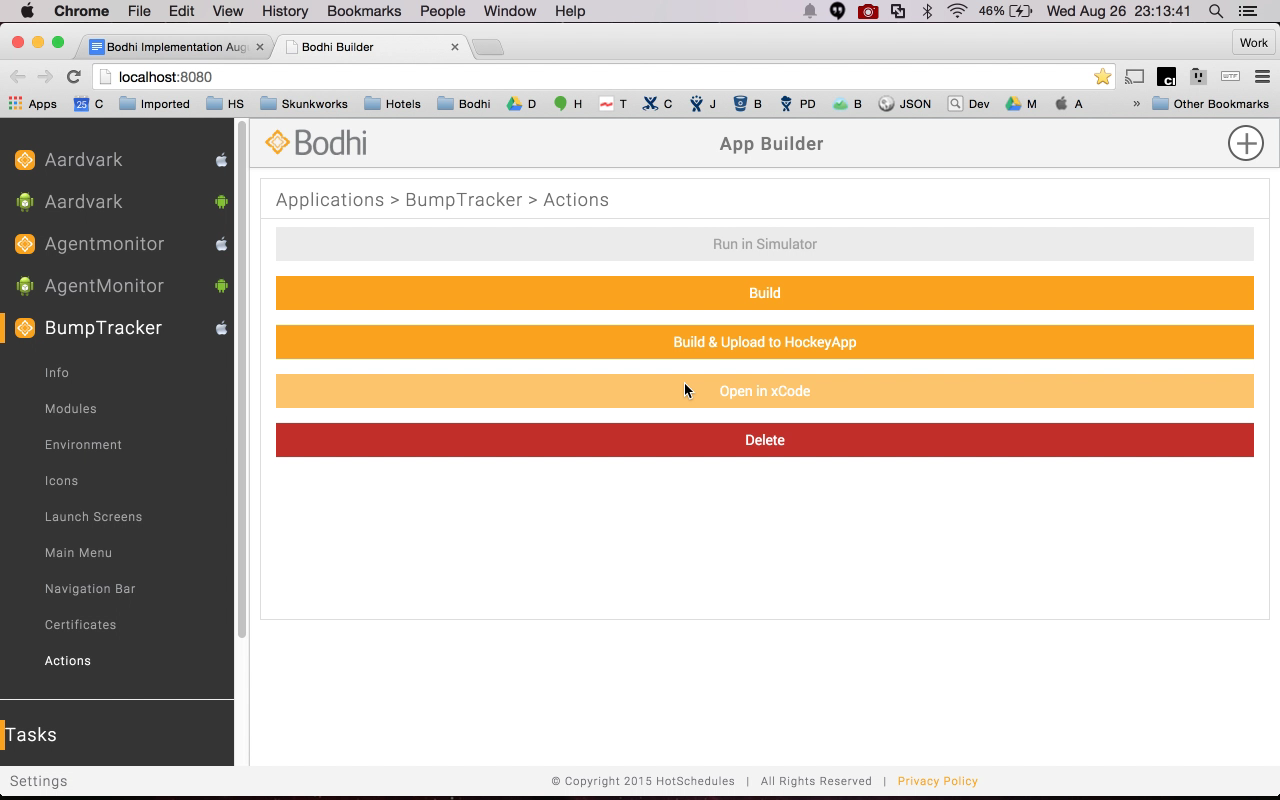 Chrome File Edit View History Bookmarks People Window Help 46% Wed Aug 26 23:13:41
Bodhi Implementation Aug Bodhi Builder Work
localhost:8080
Apps 25 C Imported HS Skunkworks Hotels Bodhi D H T C J B PD B JSON Dev M A » Other Bookmarks
Bodhi
App Builder
Aardvark
Aardvark
Agentmonitor
AgentMonitor
BumpTracker
Info
Modules
Environment
Icons
Launch Screens
Main Menu
Navigation Bar
Certificates
Actions
Tasks
Settings
Applications > BumpTracker > Actions
Run in Simulator
Build
Build & Upload to HockeyApp
Open in xCode
Delete
© Copyright 2015 HotSchedules | All Rights Reserved | Privacy Policy